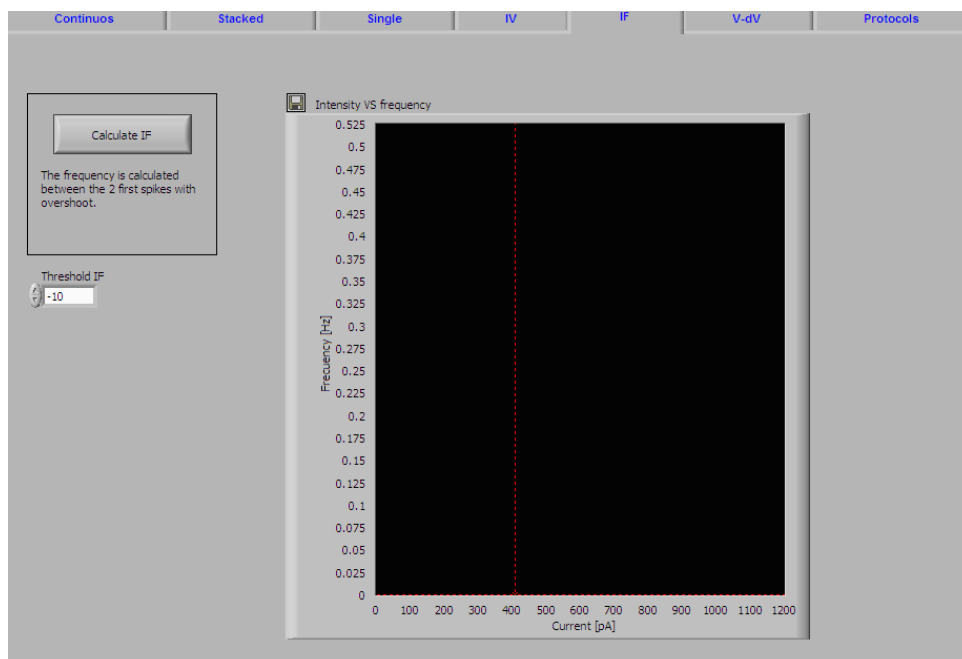 Continuos Stacked Single IV IF V-dV Protocols
Calculate IF
The frequency is calculated
between the 2 first spikes with
overshoot.
Threshold IF
-10
Intensity VS frequency
0.525
0.5
0.475
0.45
0.425
0.4
0.375
0.35
0.325
0.3
0.275
0.25
0.225
0.2
0.175
0.15
0.125
0.1
0.075
0.05
0.025
0
Frecuency [Hz]
0 100 200 300 400 500 600 700 800 900 1000 1100 1200
Current [pA]